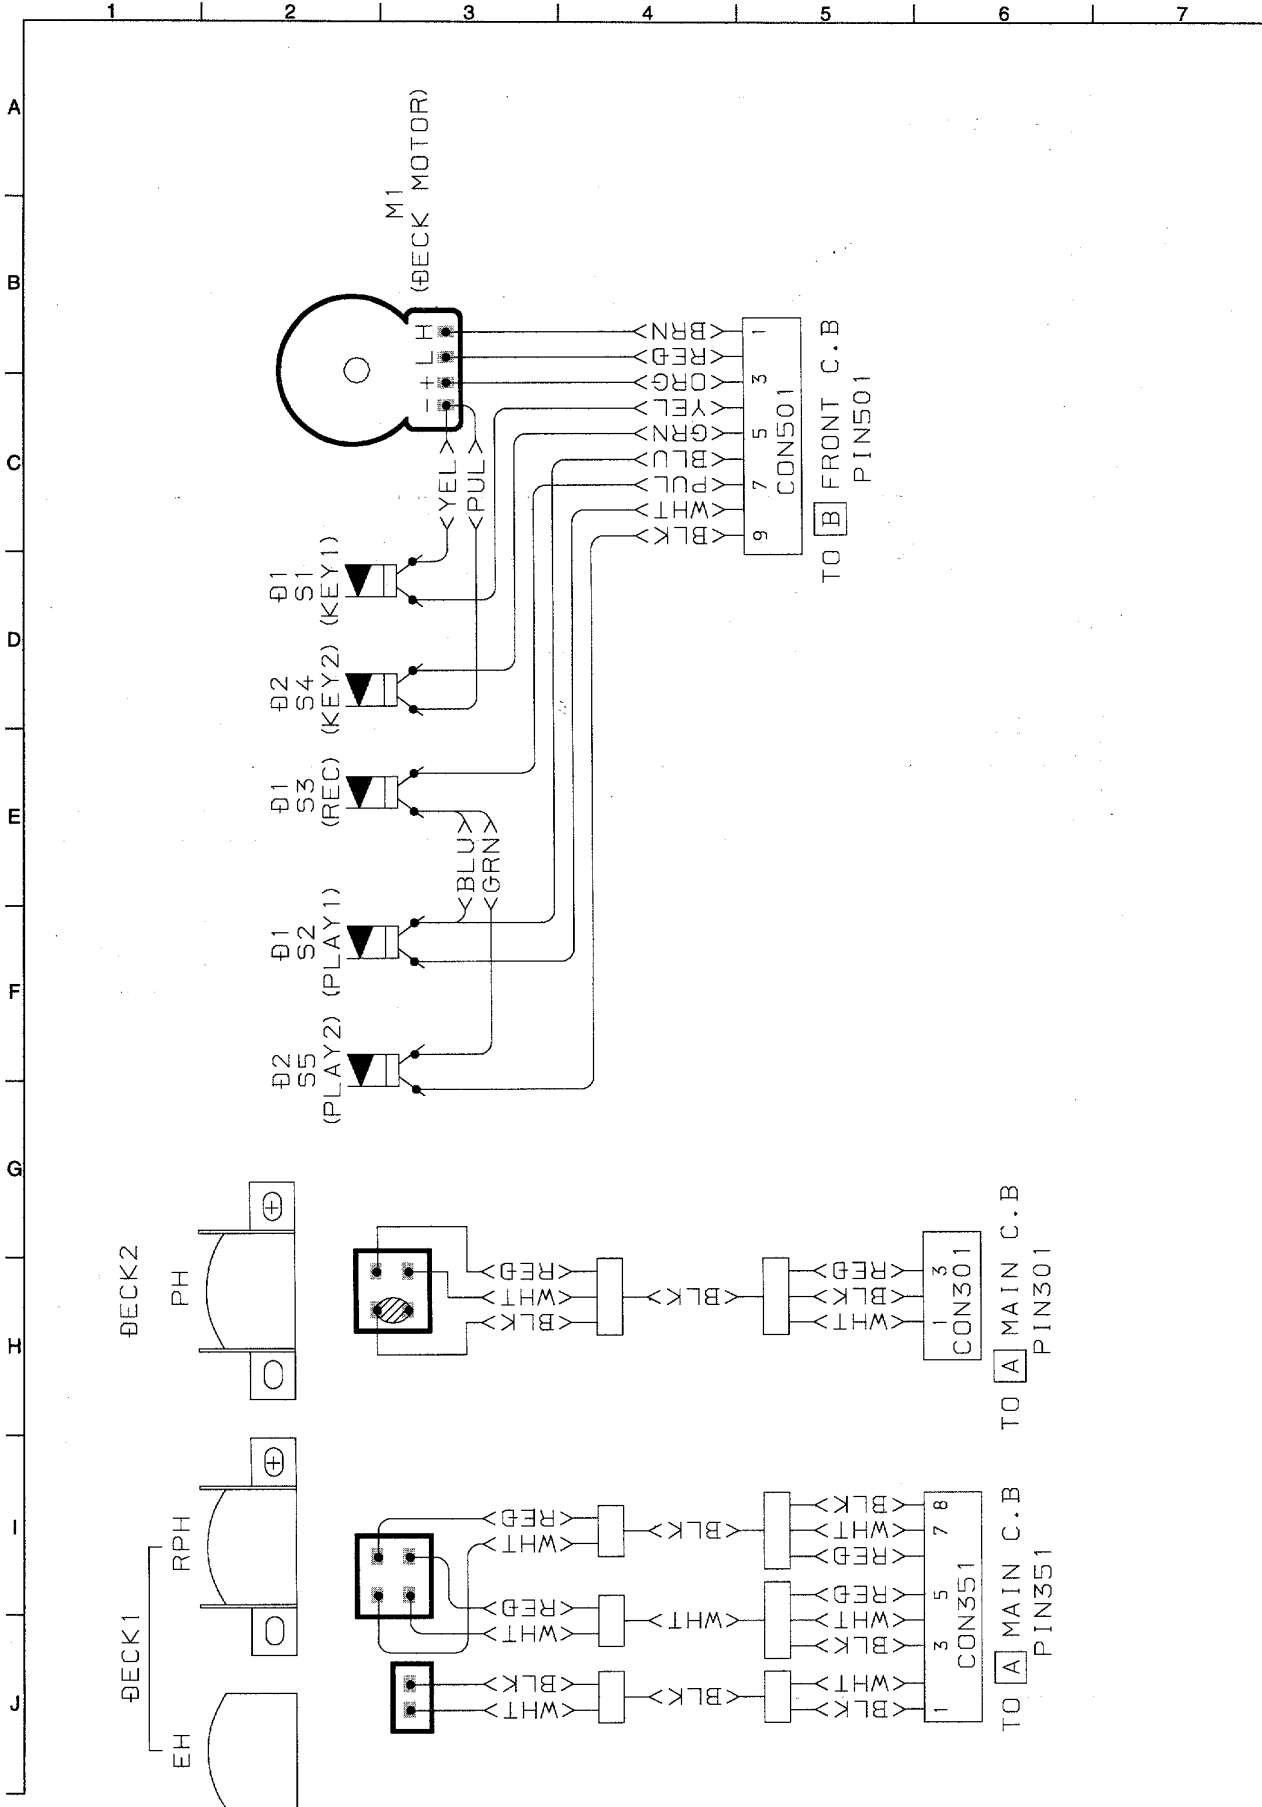 1 2 3 4 5 6 7
A
B
C
D
E
F
G
H
I
J
M1
(DECK MOTOR)
H
L
+
−
<YEL>
<PUL>
<BRN>
<RED>
<ORG>
<YEL>
<GRN>
<BLU>
<PUL>
<WHT>
<BLK>
1
3
5
7
9
CON501
TO B FRONT C.B
PIN501
D1
S1
(KEY1)
D2
S4
(KEY2)
D1
S3
(REC)
<BLU>
<GRN>
D1
S2
(PLAY1)
D2
S5
(PLAY2)
DECK2
PH
<RED>
<WHT>
<BLK>
<BLK>
<RED>
<BLK>
<WHT>
3
1
CON301
TO A MAIN C.B
PIN301
DECK1
RPH
EH
<RED>
<WHT>
<RED>
<WHT>
<BLK>
<WHT>
<BLK>
<WHT>
<BLK>
<BLK>
<WHT>
<RED>
<RED>
<WHT>
<BLK>
<WHT>
<BLK>
8
7
5
3
1
CON351
TO A MAIN C.B
PIN351